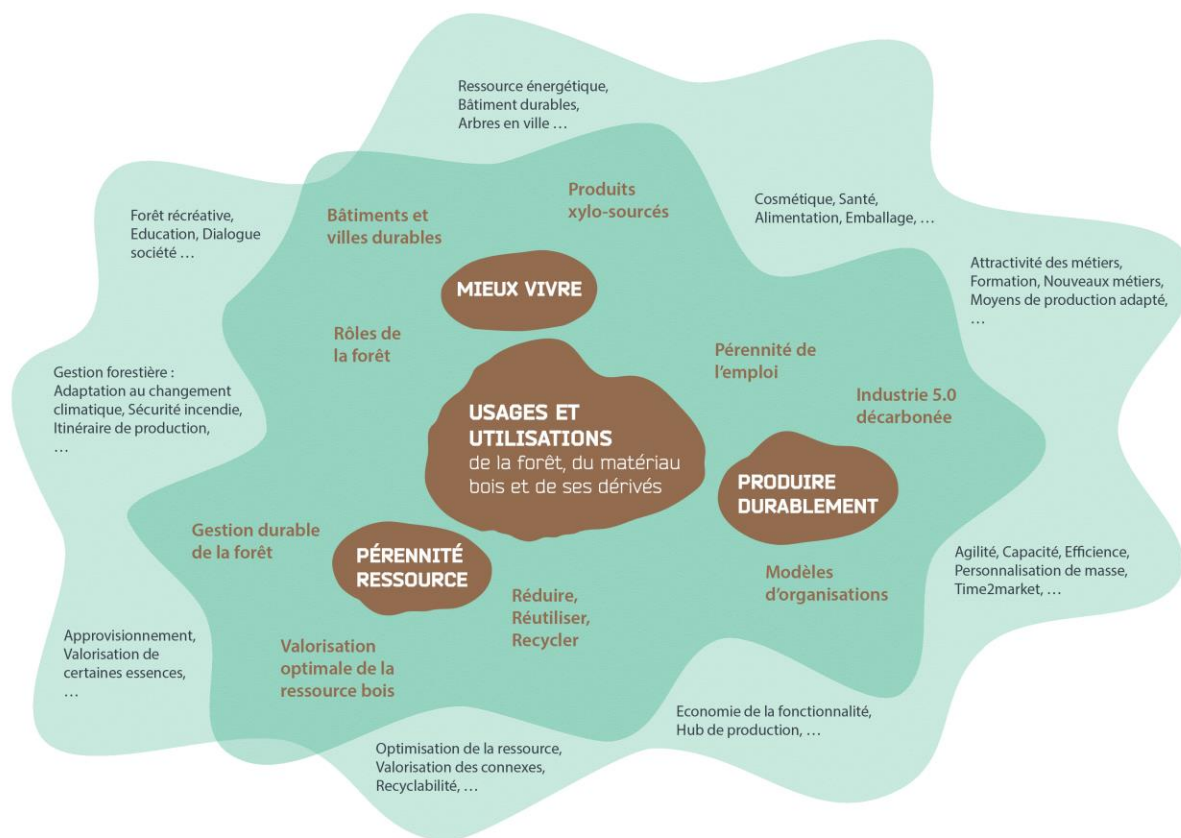 Ressource énergétique,
Bâtiment durables,
Arbres en ville ...
Produits
xylo-sourcés
Cosmétique, Santé,
Alimentation, Emballage, ...
Forêt récréative,
Education, Dialogue
société ...
Bâtiments et
villes durables
Attractivité des métiers,
Formation, Nouveaux métiers,
Moyens de production adapté,
...
MIEUX VIVRE
Rôles de
la forêt
Pérennité de
l'emploi
Gestion forestière :
Adaptation au changement
climatique, Sécurité incendie,
Itinéraire de production,
...
Industrie 5.0
décarbonée
USAGES ET
UTILISATIONS
de la forêt, du matériau
bois et de ses dérivés
PRODUIRE
DURABLEMENT
Gestion durable
de la forêt
PÉRENNITÉ
RESSOURCE
Agilité, Capacité, Efficience,
Personnalisation de masse,
Time2market, ...
Modèles
d'organisations
Réduire,
Réutiliser,
Recycler
Approvisionnement,
Valorisation de
certaines essences,
...
Valorisation
optimale de la
ressource bois
Economie de la fonctionnalité,
Hub de production, ...
Optimisation de la ressource,
Valorisation des connexes,
Recyclabilité, ...